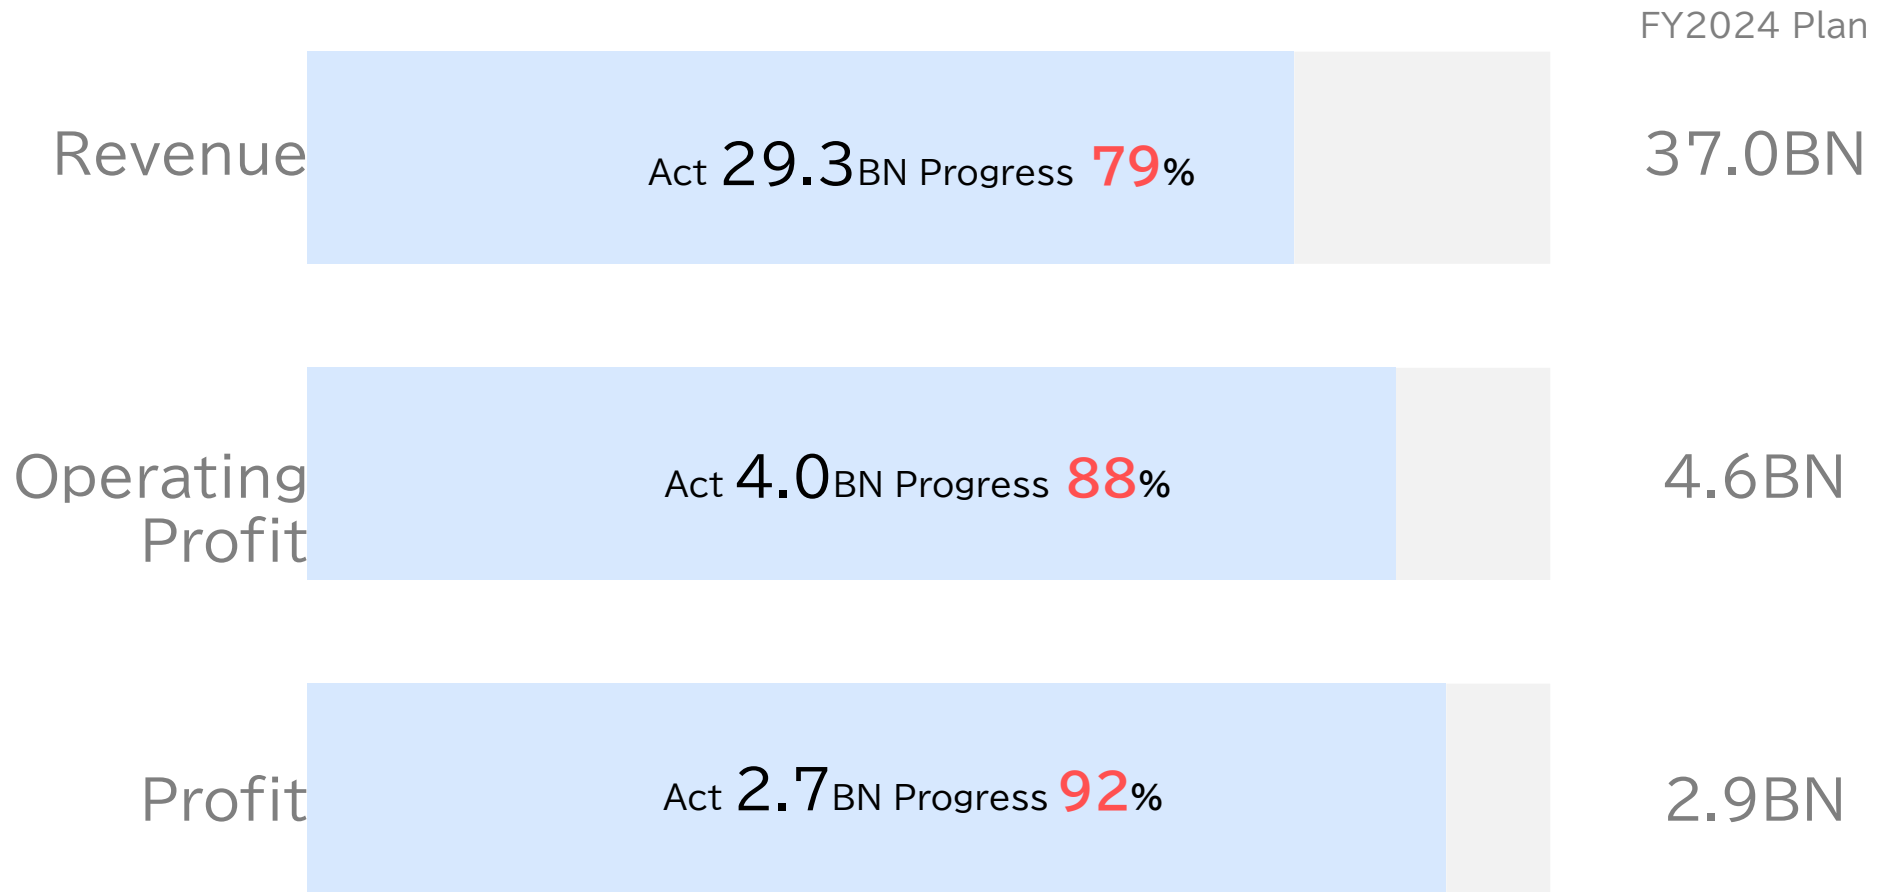 FY2024 Plan
Revenue Act 29.3BN Progress 79% 37.0BN
Operating Act 4.0BN Progress 88% 4.6BN
Profit
Profit Act 2.7BN Progress 92% 2.9BN